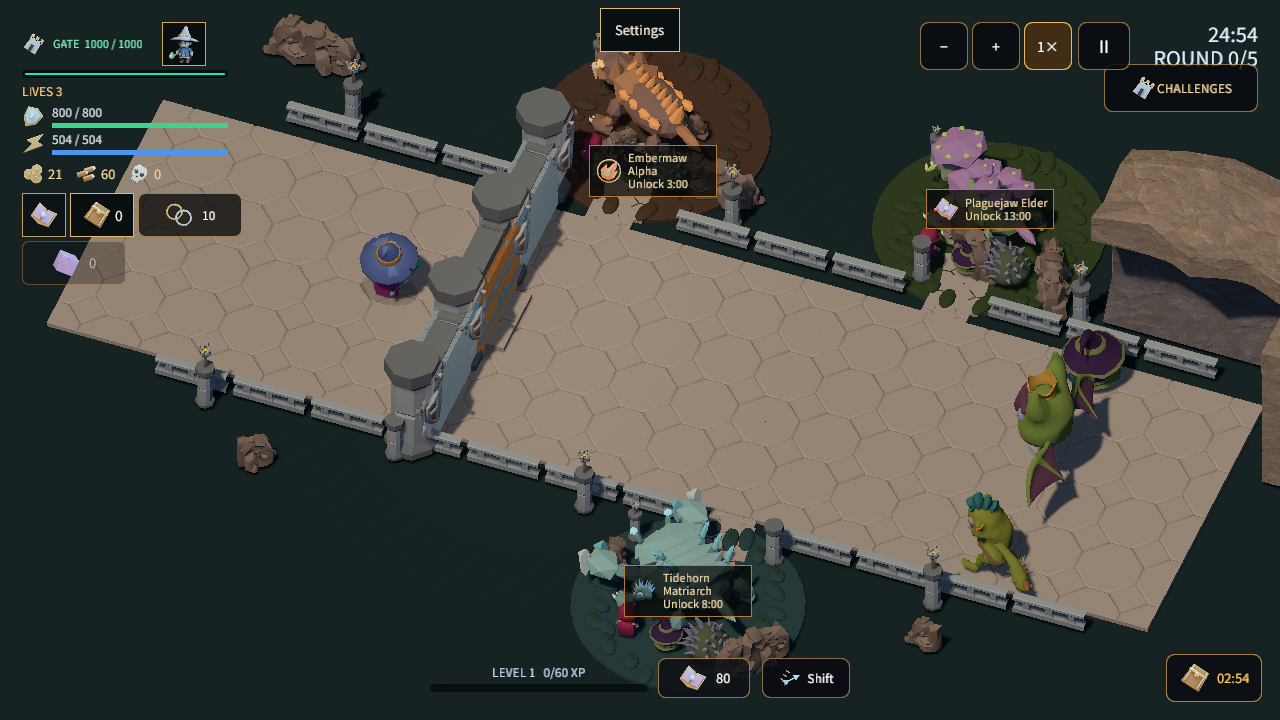 GATE 1000 / 1000
Settings
−
+
1×
24:54
ROUND 0/5
CHALLENGES
LIVES 3
800 / 800
504 / 504
21
60
0
0
10
0
Embermaw
Alpha
Unlock 3:00
Plaguejaw Elder
Unlock 13:00
Tidehorn
Matriarch
Unlock 8:00
LEVEL 1 0/60 XP
80
Shift
02:54